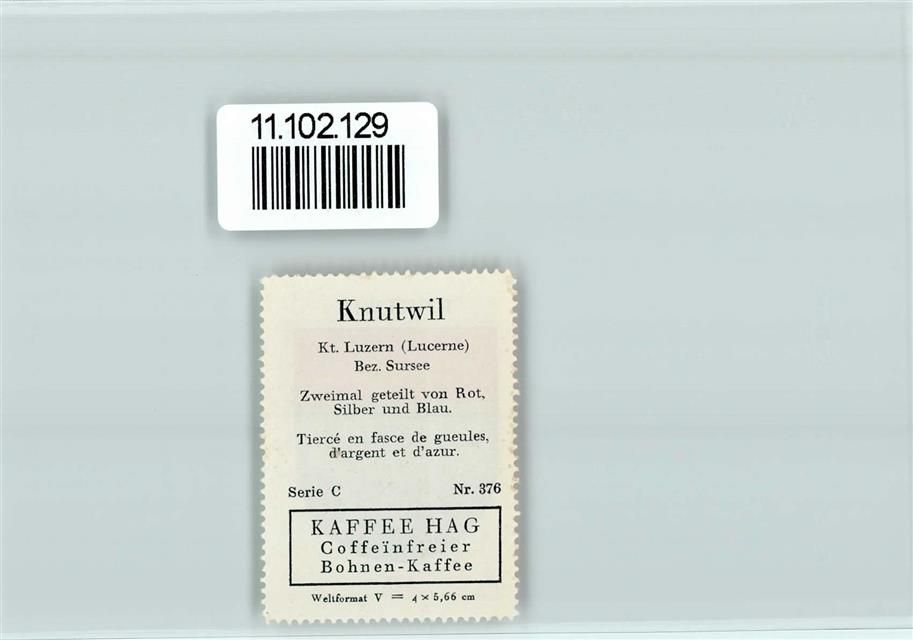 11.102.129
Knutwil
Kt. Luzern (Lucerne)
Bez. Sursee
Zweimal geteilt von Rot,
Silber und Blau.
Tiercé en fasce de gueules,
d'argent et d'azur.
Serie C Nr. 376
KAFFEE HAG
Coffeïnfreier
Bohnen-Kaffee
Weltformat V = 4 × 5,66 cm